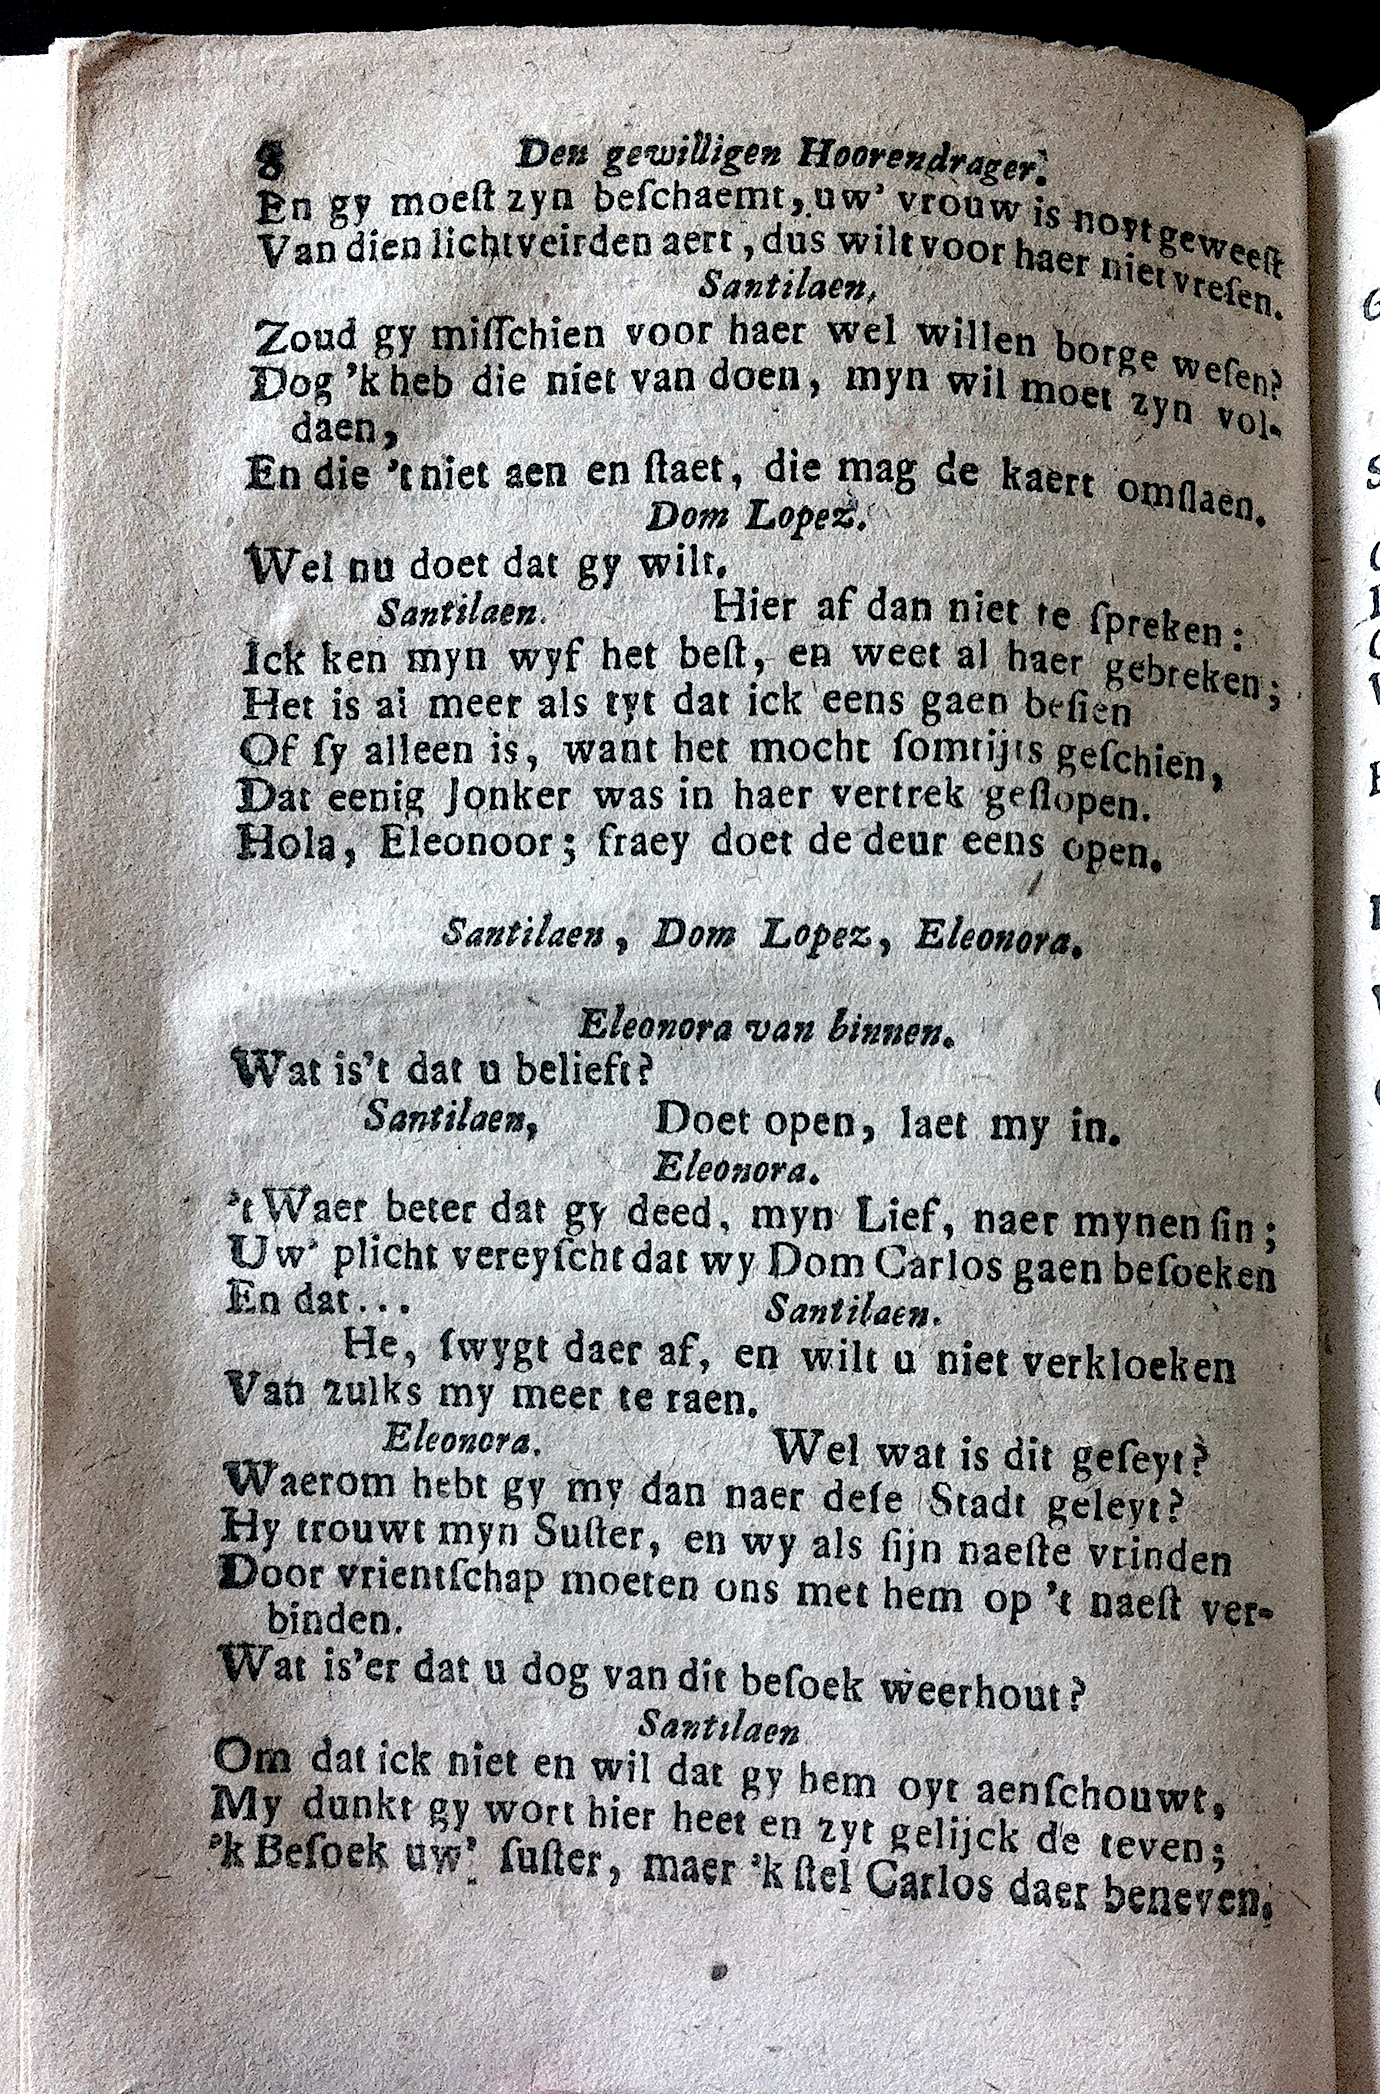 8 Den gewilligen Hoorendrager.
En gy moeſt zyn beſchaemt, uw' vrouw is noyt geweeſt
Van dien lichtveirden aert, dus wilt voor haer niet vreſen.
Santilaen,
Zoud gy miſſchien voor haer wel willen borge weſen?
Dog 'k heb die niet van doen, myn wil moet zyn vol-
daen,
En die 't niet aen en ſtaet, die mag de kaert omſlaen.
Dom Lopez.
Wel nu doet dat gy wilt.
Santilaen. Hier af dan niet te ſpreken:
Ick ken myn wyf het beſt, en weet al haer gebreken;
Het is al meer als tyt dat ick eens gaen beſien
Of ſy alleen is, want het mocht ſomtijts geſchien,
Dat eenig Jonker was in haer vertrek geſlopen.
Hola, Eleonoor; fraey doet de deur eens open.
Santilaen, Dom Lopez, Eleonora.
Eleonora van binnen.
Wat is't dat u belieft?
Santilaen, Doet open, laet my in.
Eleonora.
't Waer beter dat gy deed, myn Lief, naer mynen ſin;
Uw' plicht vereyſcht dat wy Dom Carlos gaen beſoeken
En dat... Santilaen.
He, ſwygt daer af, en wilt u niet verkloeken
Van zulks my meer te raen.
Eleonora. Wel wat is dit geſeyt?
Waerom hebt gy my dan naer deſe Stadt geleyt?
Hy trouwt myn Suſter, en wy als ſijn naeſte vrinden
Door vrientſchap moeten ons met hem op 't naeſt ver-
binden.
Wat is'er dat u dog van dit beſoek weerhout?
Santilaen
Om dat ick niet en wil dat gy hem oyt aenſchouwt,
My dunkt gy wort hier heet en zyt gelijck de teven;
'k Beſoek uw' ſuſter, maer 'k ſtel Carlos daer beneven.